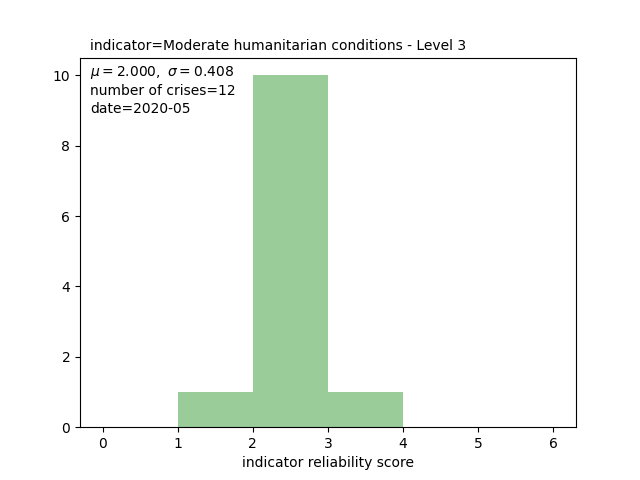 indicator=Moderate humanitarian conditions - Level 3
μ = 2.000, σ = 0.408
number of crises=12
date=2020-05
10
8
6
4
2
0
0 1 2 3 4 5 6
indicator reliability score